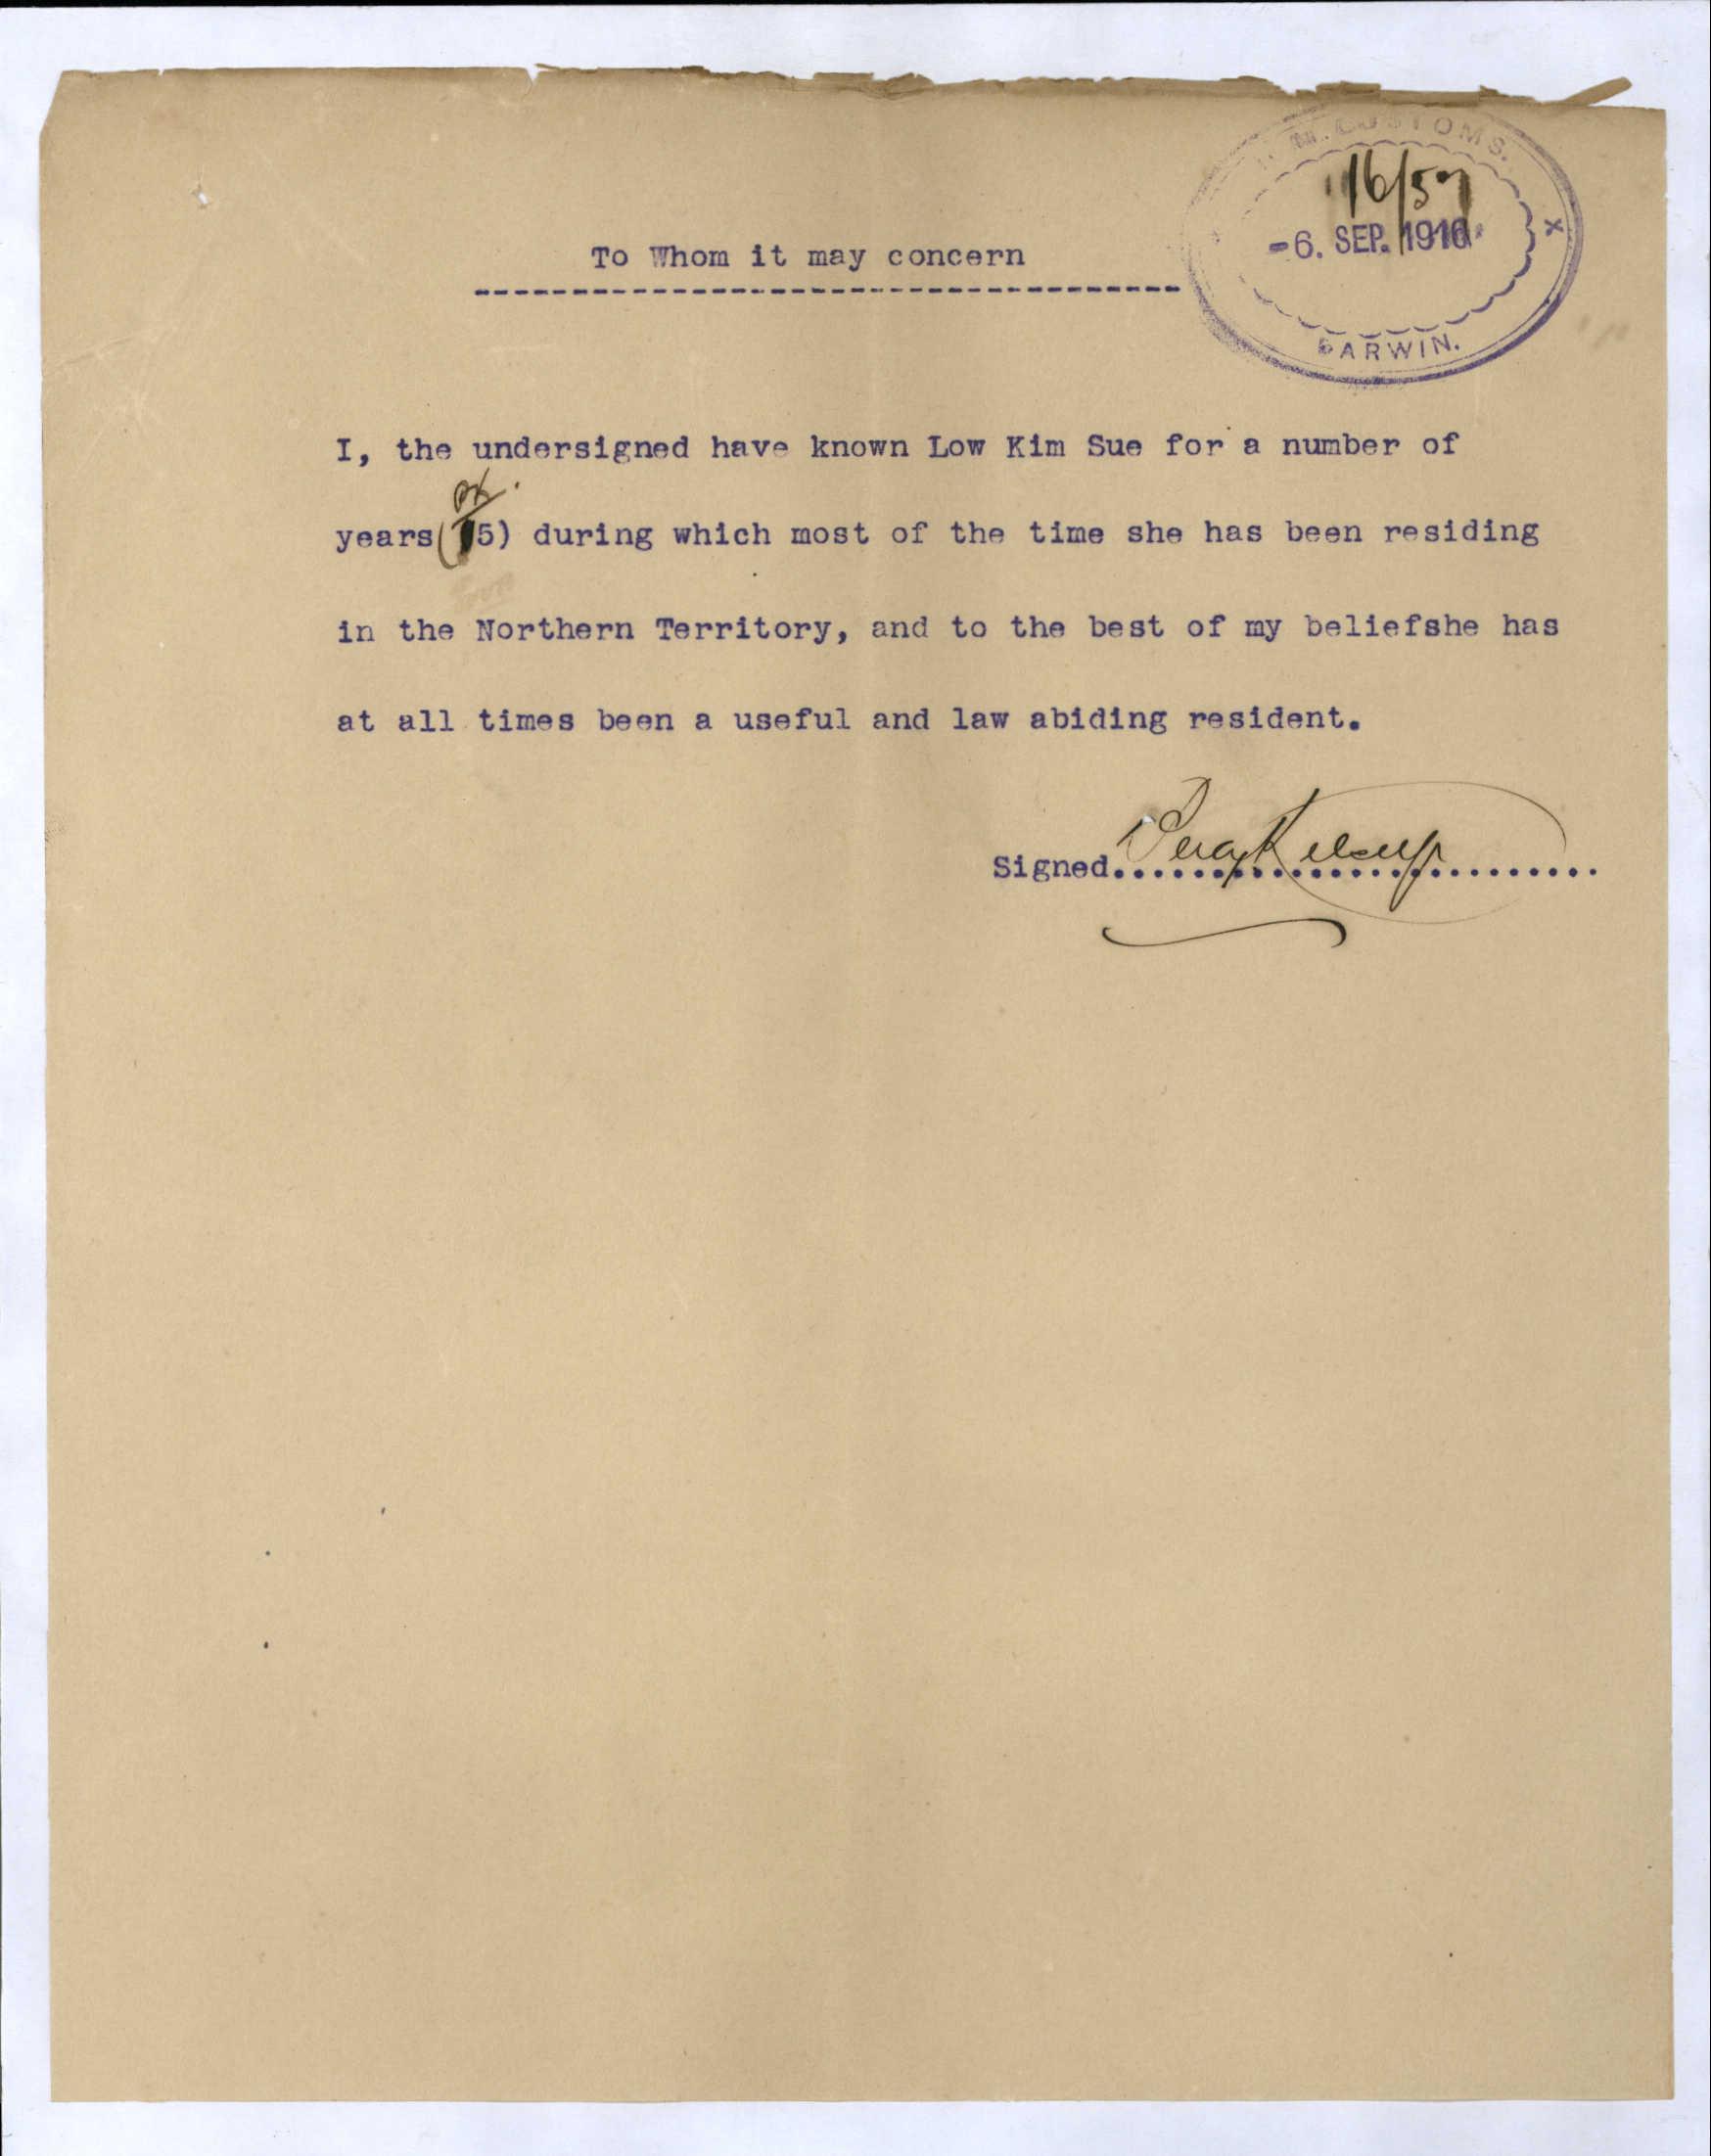 M. CUSTOMS.
16/57
-6. SEP. 1916
DARWIN.
To Whom it may concern
I, the undersigned have known Low Kim Sue for a number of
years(15) during which most of the time she has been residing
in the Northern Territory, and to the best of my beliefshe has
at all times been a useful and law abiding resident.
Signed..........................